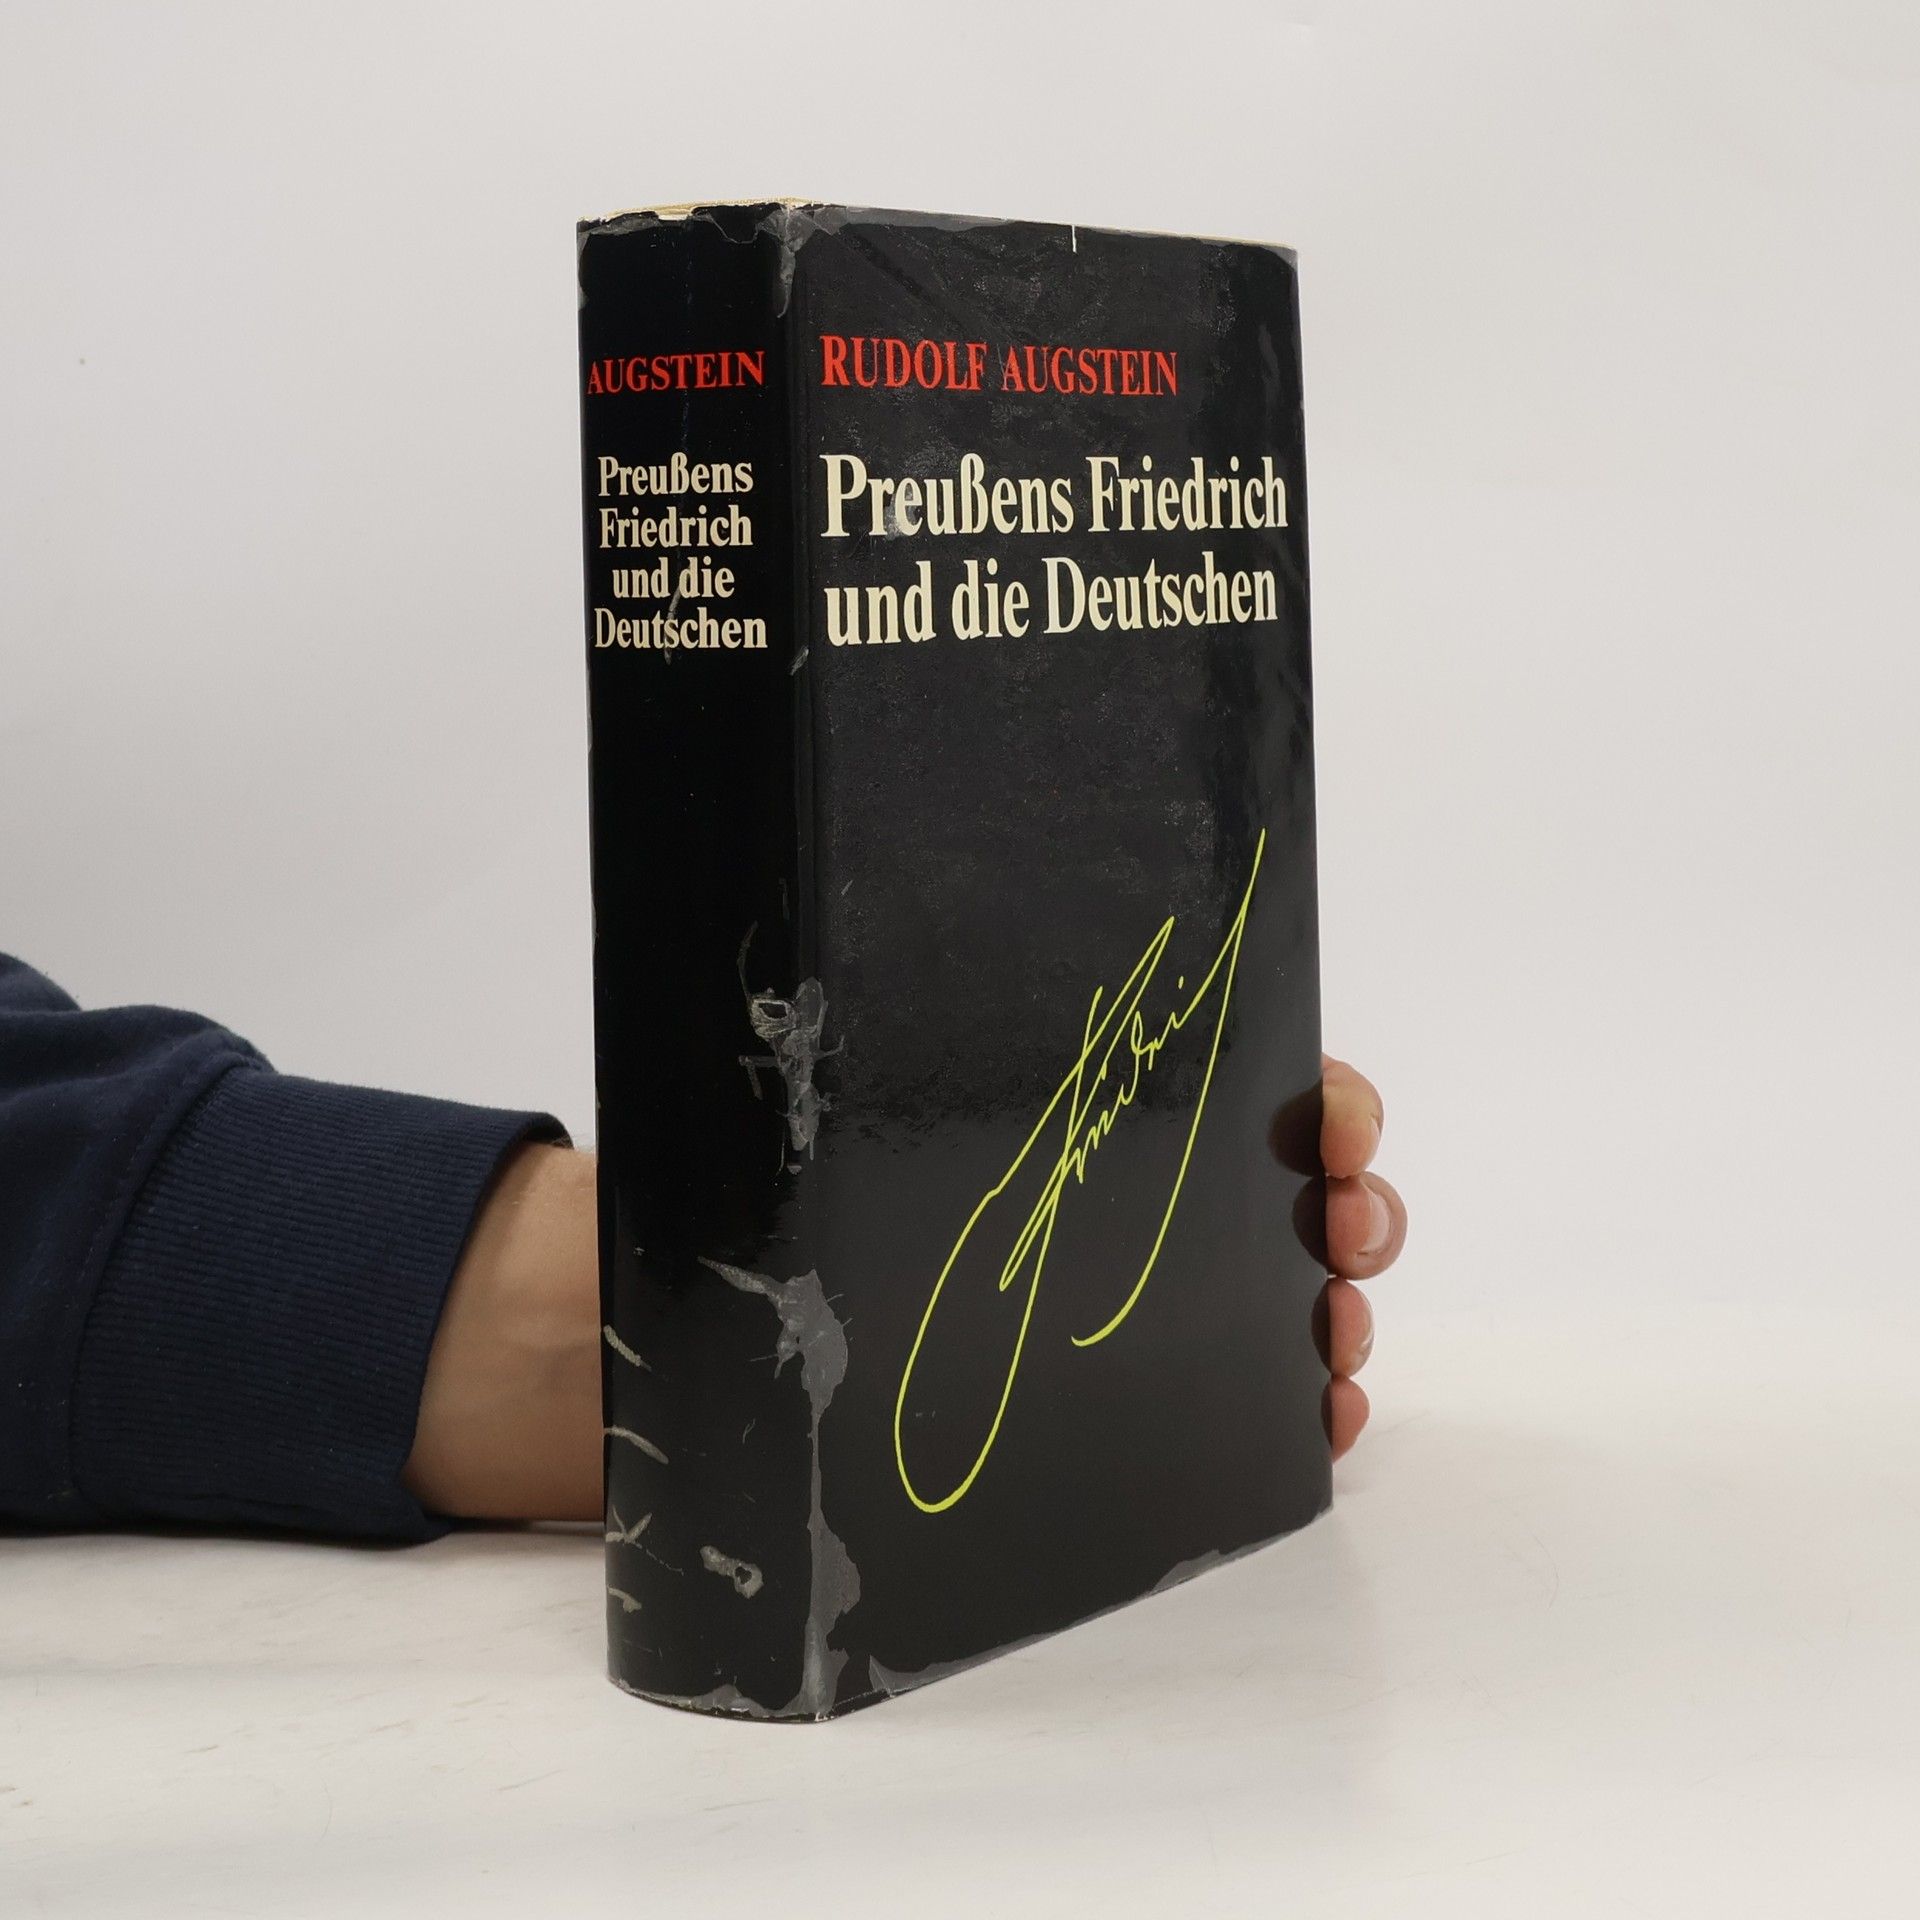 AUGSTEIN
Preußens
Friedrich
und die
Deutschen
RUDOLF AUGSTEIN
Preußens Friedrich
und die Deutschen